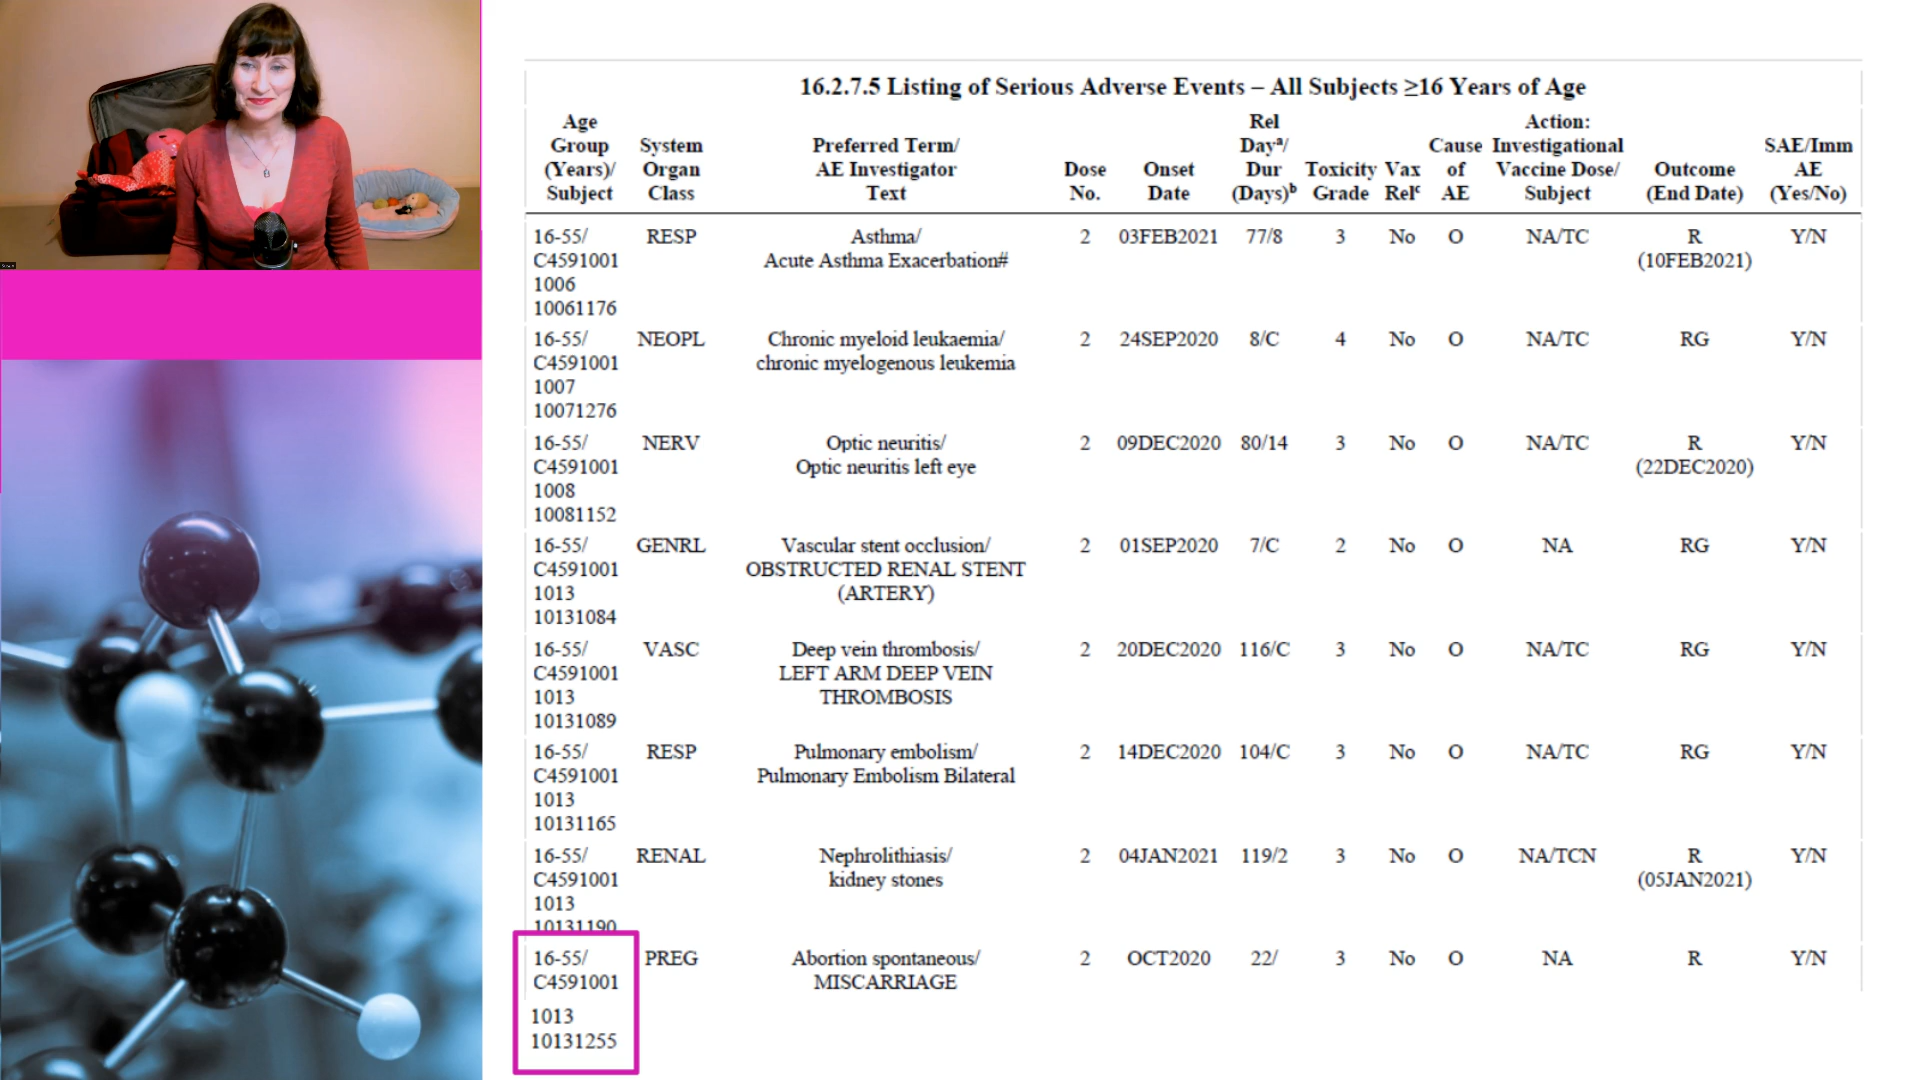 16.2.7.5 Listing of Serious Adverse Events – All Subjects ≥16 Years of Age
Age Group (Years)/ Subject System Organ Class Preferred Term/ AE Investigator Text Dose No. Onset Date Rel Dayᵃ/ Dur (Days)ᵇ Toxicity Grade Vax Relᶜ Cause of AE Action: Investigational Vaccine Dose/ Subject Outcome (End Date) SAE/Imm AE (Yes/No)
16-55/ RESP Asthma/ 2 03FEB2021 77/8 3 No O NA/TC R Y/N
C4591001 Acute Asthma Exacerbation# (10FEB2021)
1006
10061176
16-55/ NEOPL Chronic myeloid leukaemia/ 2 24SEP2020 8/C 4 No O NA/TC RG Y/N
C4591001 chronic myelogenous leukemia
1007
10071276
16-55/ NERV Optic neuritis/ 2 09DEC2020 80/14 3 No O NA/TC R Y/N
C4591001 Optic neuritis left eye (22DEC2020)
1008
10081152
16-55/ GENRL Vascular stent occlusion/ 2 01SEP2020 7/C 2 No O NA RG Y/N
C4591001 OBSTRUCTED RENAL STENT
1013 (ARTERY)
10131084
16-55/ VASC Deep vein thrombosis/ 2 20DEC2020 116/C 3 No O NA/TC RG Y/N
C4591001 LEFT ARM DEEP VEIN
1013 THROMBOSIS
10131089
16-55/ RESP Pulmonary embolism/ 2 14DEC2020 104/C 3 No O NA/TC RG Y/N
C4591001 Pulmonary Embolism Bilateral
1013
10131165
16-55/ RENAL Nephrolithiasis/ 2 04JAN2021 119/2 3 No O NA/TCN R Y/N
C4591001 kidney stones (05JAN2021)
1013
10131190
16-55/ PREG Abortion spontaneous/ 2 OCT2020 22/ 3 No O NA R Y/N
C4591001 MISCARRIAGE
1013
10131255